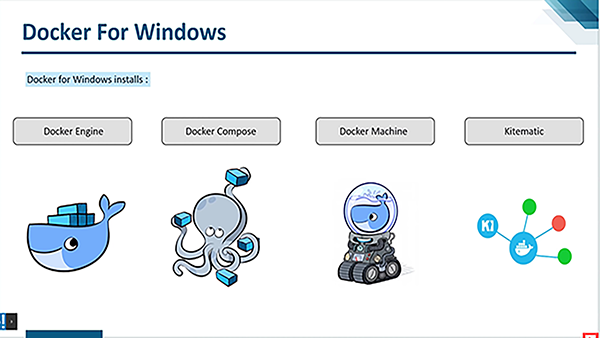 Docker For Windows
Docker for Windows installs :
Docker Engine
Docker Compose
Docker Machine
Kitematic
KI